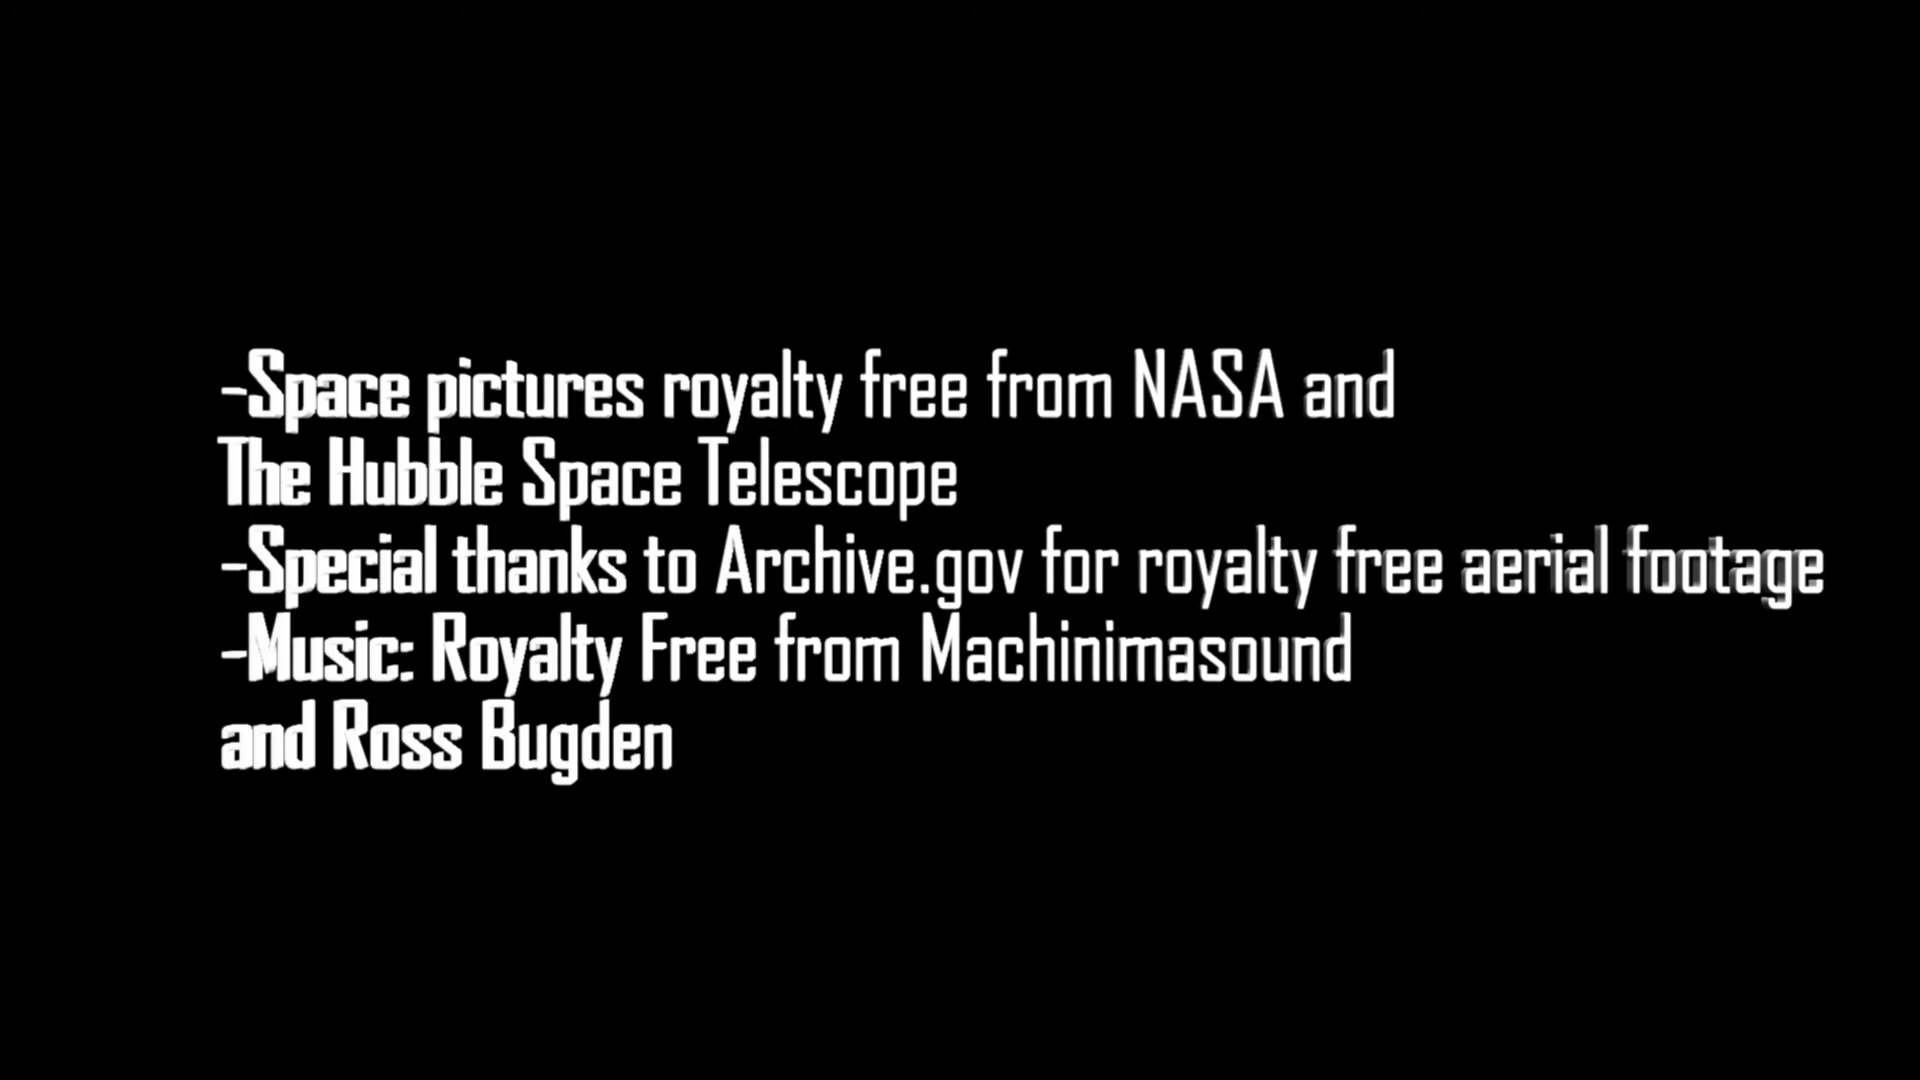 -Space pictures royalty free from NASA and
The Hubble Space Telescope
-Special thanks to Archive.gov for royalty free aerial footage
-Music: Royalty Free from Machinimasound
and Ross Bugden